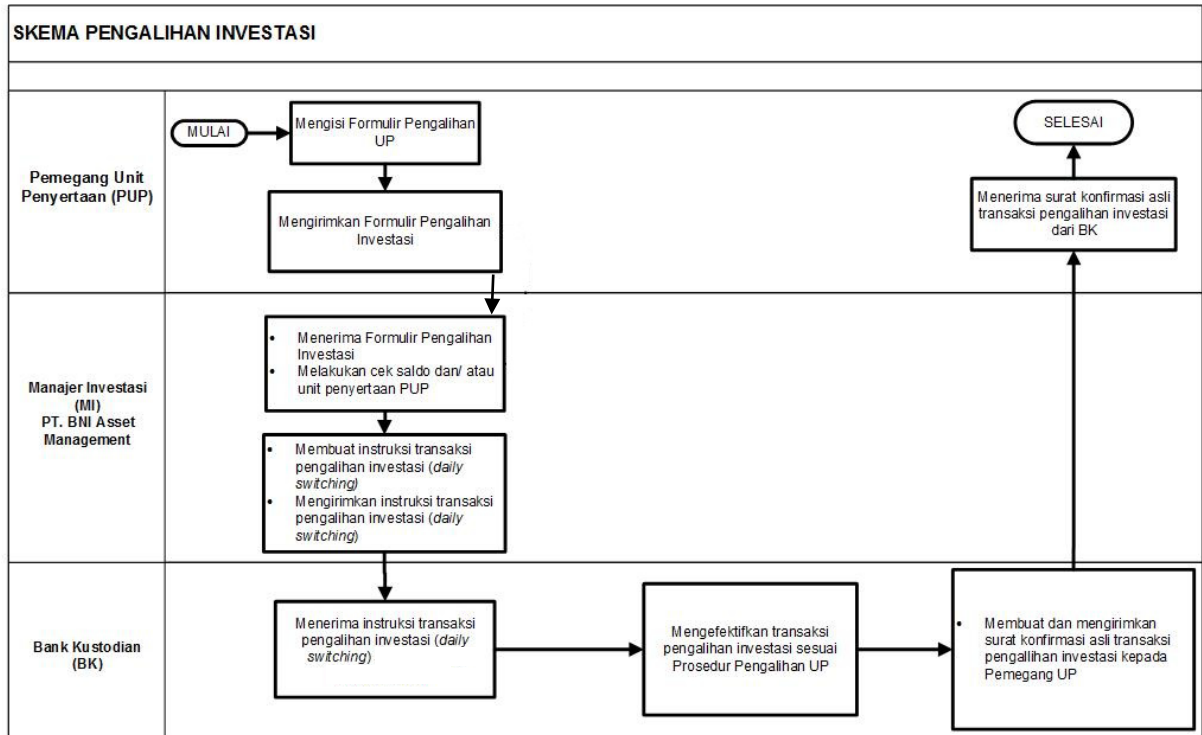 SKEMA PENGALIHAN INVESTASI
Pemegang Unit
Penyertaan (PUP)
MULAI
Mengisi Formulir Pengalihan
UP
Mengirimkan Formulir Pengalihan
Investasi
SELESAI
Menerima surat konfirmasi asli
transaksi pengalihan investasi
dari BK
Manajer Investasi
(MI)
PT. BNI Asset
Management
• Menerima Formulir Pengalihan
Investasi
• Melakukan cek saldo dan/ atau
unit penyertaan PUP
• Membuat instruksi transaksi
pengalihan investasi (daily
switching)
• Mengirimkan instruksi transaksi
pengalihan investasi (daily
switching)
Bank Kustodian
(BK)
Menerima instruksi transaksi
pengalihan investasi (daily
switching)
Mengefektifkan transaksi
pengalihan investasi sesuai
Prosedur Pengalihan UP
• Membuat dan mengirimkan
surat konfirmasi asli transaksi
pengallihan investasi kepada
Pemegang UP